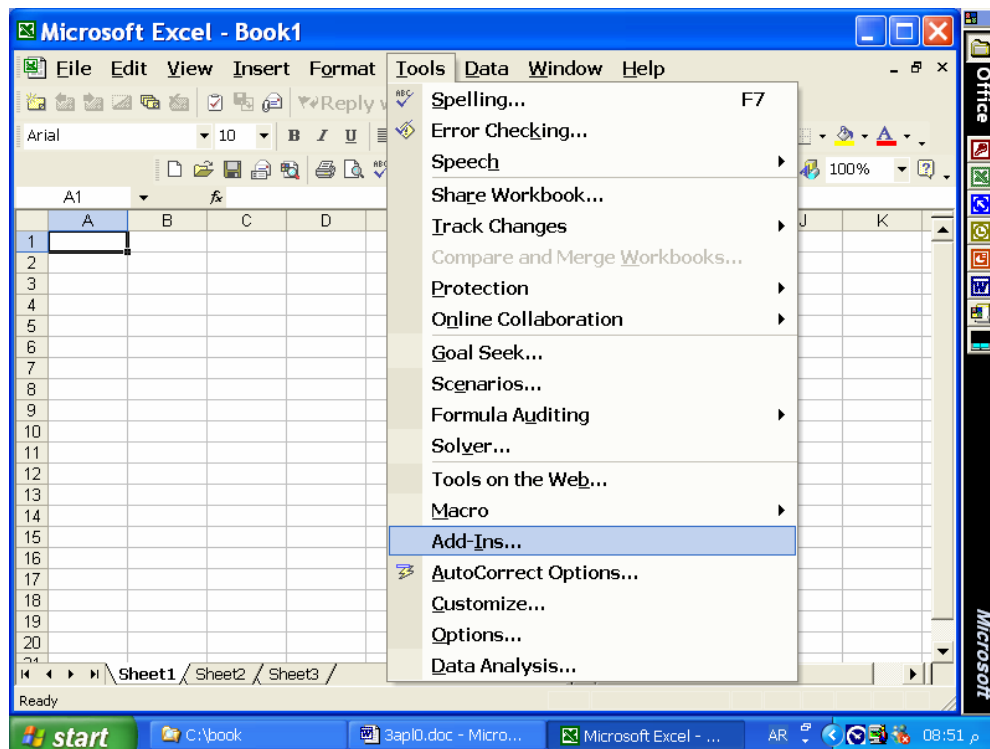 Microsoft Excel - Book1
File Edit View Insert Format Tools Data Window Help
Reply
Arial 10 B I U A
100%
A1 fx
A B C D J K
1
2
3
4
5
6
7
8
9
10
11
12
13
14
15
16
17
18
19
20
21
Spelling... F7
Error Checking...
Speech
Share Workbook...
Track Changes
Compare and Merge Workbooks...
Protection
Online Collaboration
Goal Seek...
Scenarios...
Formula Auditing
Solver...
Tools on the Web...
Macro
Add-Ins...
AutoCorrect Options...
Customize...
Options...
Data Analysis...
Sheet1 Sheet2 Sheet3
Ready
start C:\book 3apl0.doc - Micro... Microsoft Excel - ... AR 08:51 م
Office
Microsoft